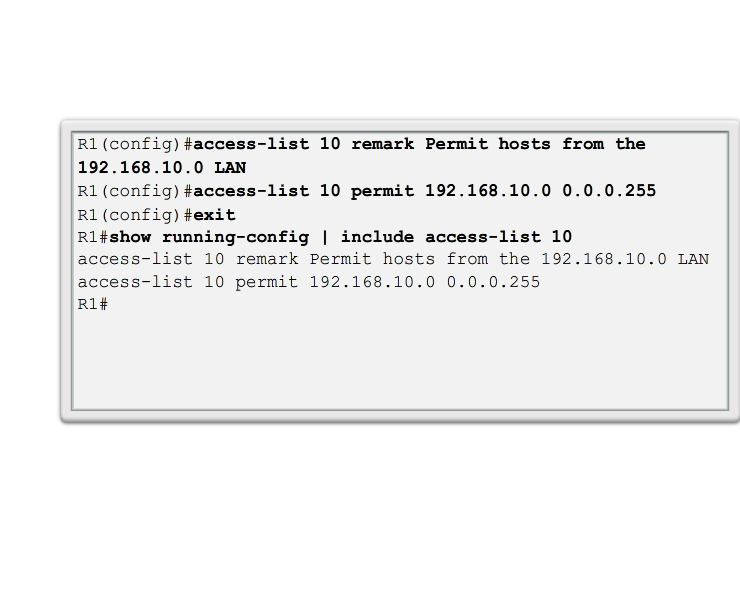 R1(config)#access-list 10 remark Permit hosts from the
192.168.10.0 LAN
R1(config)#access-list 10 permit 192.168.10.0 0.0.0.255
R1(config)#exit
R1#show running-config | include access-list 10
access-list 10 remark Permit hosts from the 192.168.10.0 LAN
access-list 10 permit 192.168.10.0 0.0.0.255
R1#